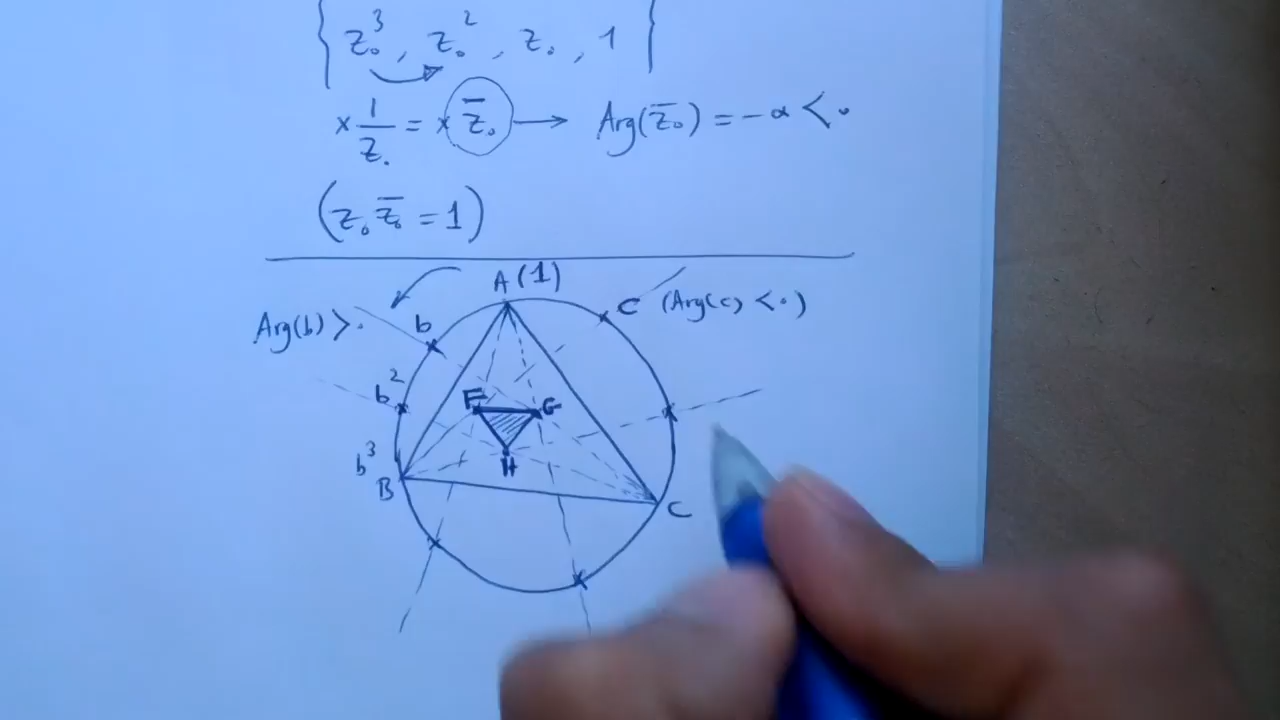 { z₀³, z₀², z₀, 1 }
× 1/z₀ = × z̄₀ → Arg(z̄₀) = -α < 0
(z₀ z̄₀ = 1)
A (1)
Arg(b) > 0
b
c (Arg(c) < 0)
b²
F G
b³
H
B
C